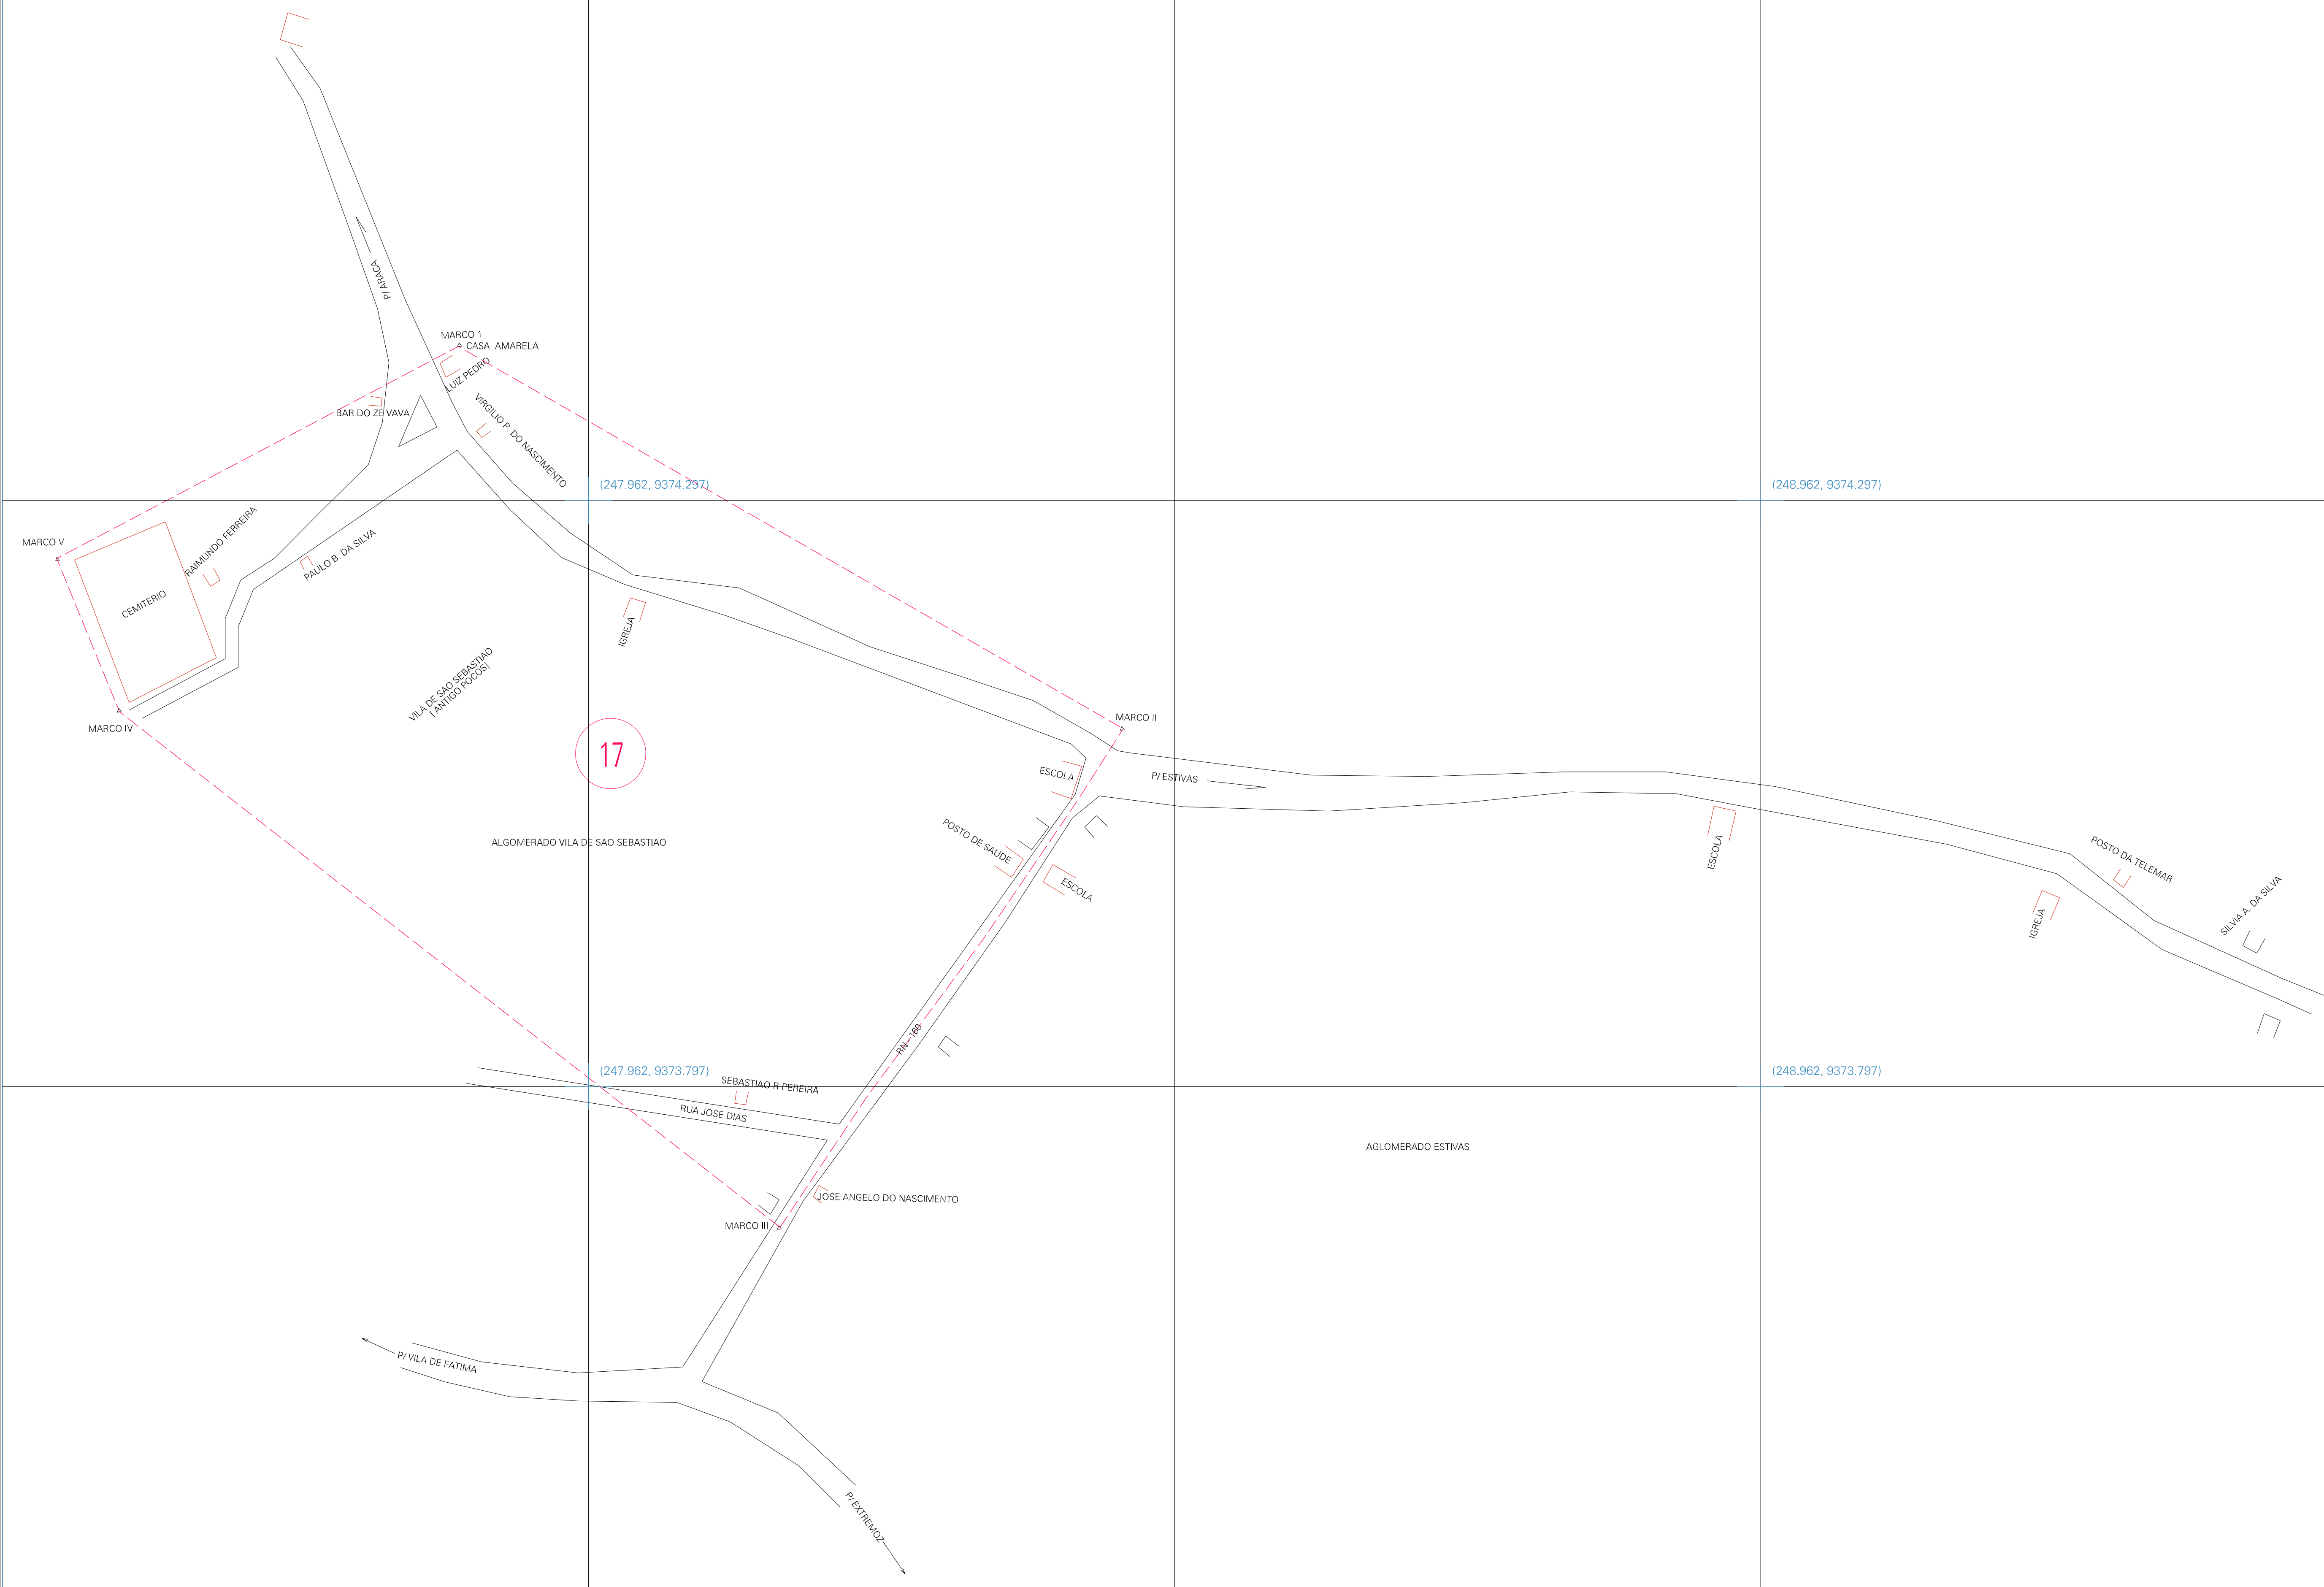 P/ ARACA
MARCO 1
CASA AMARELA
LUIZ PEDRO
BAR DO ZE VAVA
VIRGILIO P. DO NASCIMENTO
(247.962, 9374.297)
(248.962, 9374.297)
MARCO V
RAIMUNDO FERREIRA
PAULO B. DA SILVA
CEMITERIO
IGREJA
VILA DE SAO SEBASTIAO
[ ANTIGO POCOS]
MARCO IV
MARCO II
17
ESCOLA
P/ ESTIVAS
ALGOMERADO VILA DE SAO SEBASTIAO
POSTO DE SAUDE
ESCOLA
ESCOLA
POSTO DA TELEMAR
IGREJA
SILVIA A. DA SILVA
RN - 160
(247.962, 9373.797)
(248.962, 9373.797)
SEBASTIAO R PEREIRA
RUA JOSE DIAS
AGLOMERADO ESTIVAS
JOSE ANGELO DO NASCIMENTO
MARCO III
P/ VILA DE FATIMA
P/ EXTREMOZ